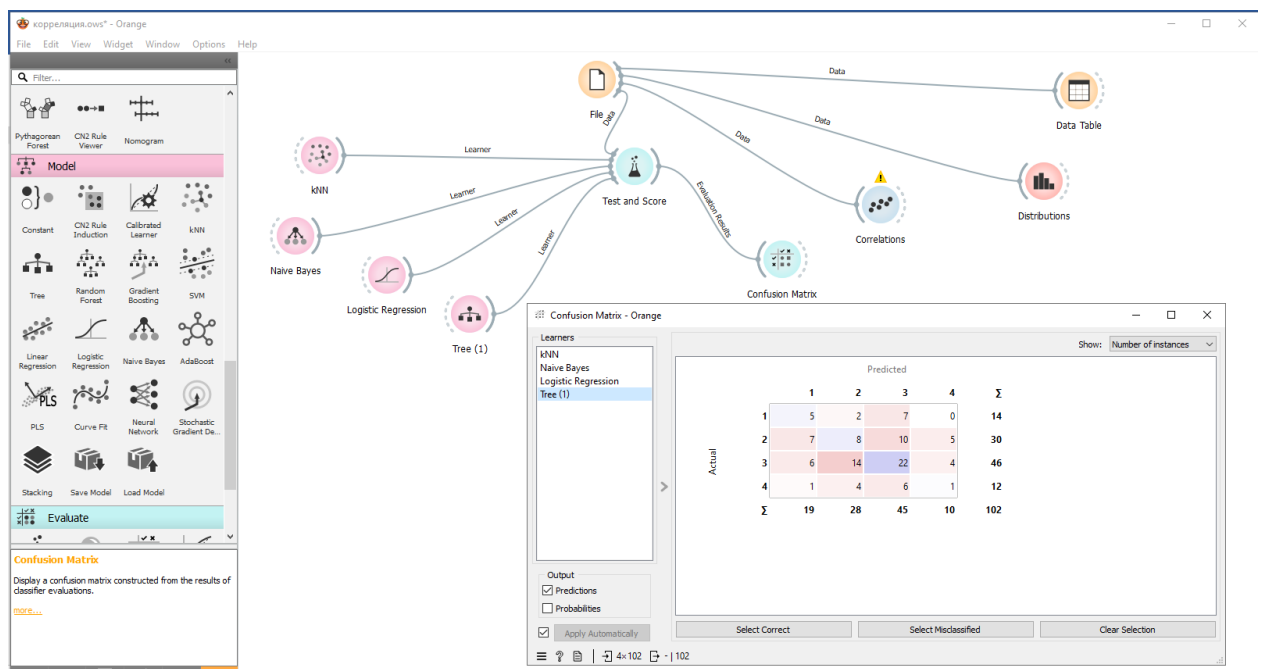 корреляция.ows* - Orange
File Edit View Widget Window Options Help
Filter...
Pythagorean Forest
CN2 Rule Viewer
Nomogram
Model
Constant
CN2 Rule Induction
Calibrated Learner
kNN
Tree
Random Forest
Gradient Boosting
SVM
Linear Regression
Logistic Regression
Naive Bayes
AdaBoost
PLS
PLS
Curve Fit
Neural Network
Stochastic Gradient De...
Stacking
Save Model
Load Model
Evaluate
Confusion Matrix
Display a confusion matrix constructed from the results of
classifier evaluations.
more...
File
Data
Data
Data
Data
Data Table
Distributions
Correlations
kNN
Learner
Naive Bayes
Learner
Logistic Regression
Learner
Tree (1)
Learner
Test and Score
Evaluation Results
Confusion Matrix
Confusion Matrix - Orange
Learners
kNN
Naive Bayes
Logistic Regression
Tree (1)
Output
Predictions
Probabilities
Apply Automatically
Show: Number of instances
Predicted
1 2 3 4 Σ
Actual
1 5 2 7 0 14
2 7 8 10 5 30
3 6 14 22 4 46
4 1 4 6 1 12
Σ 19 28 45 10 102
Select Correct
Select Misclassified
Clear Selection
4×102
- | 102